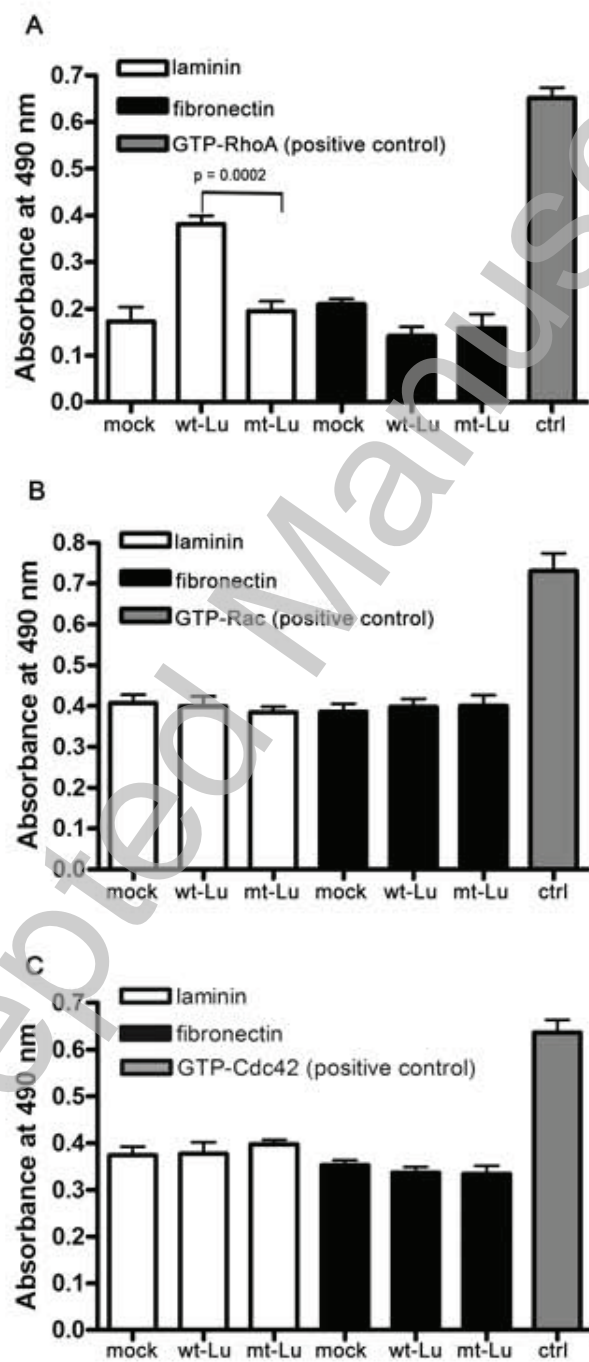 A
Absorbance at 490 nm
0.7
0.6
0.5
0.4
0.3
0.2
0.1
0.0
laminin
fibronectin
GTP-RhoA (positive control)
p = 0.0002
mock wt-Lu mt-Lu mock wt-Lu mt-Lu ctrl
B
Absorbance at 490 nm
0.8
0.7
0.6
0.5
0.4
0.3
0.2
0.1
0.0
laminin
fibronectin
GTP-Rac (positive control)
mock wt-Lu mt-Lu mock wt-Lu mt-Lu ctrl
C
Absorbance at 490 nm
0.7
0.6
0.5
0.4
0.3
0.2
0.1
0.0
laminin
fibronectin
GTP-Cdc42 (positive control)
mock wt-Lu mt-Lu mock wt-Lu mt-Lu ctrl
epted Manus